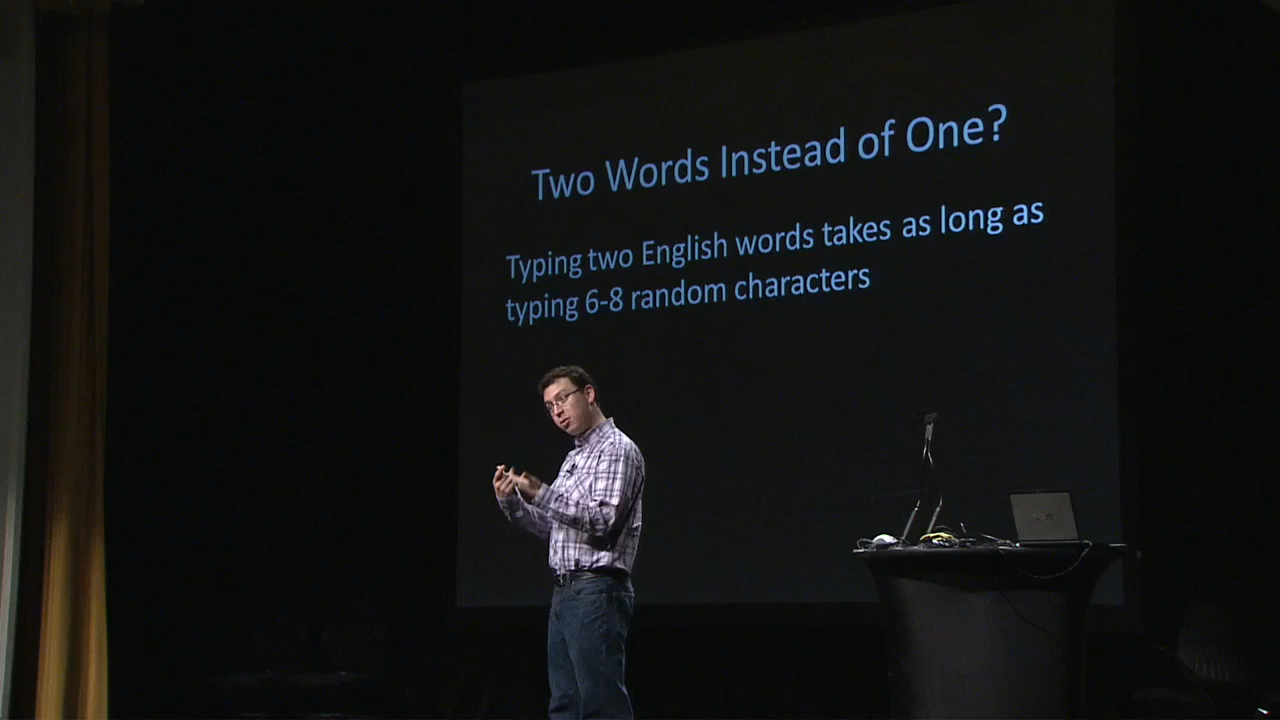 Two Words Instead of One?
Typing two English words takes as long as
typing 6-8 random characters